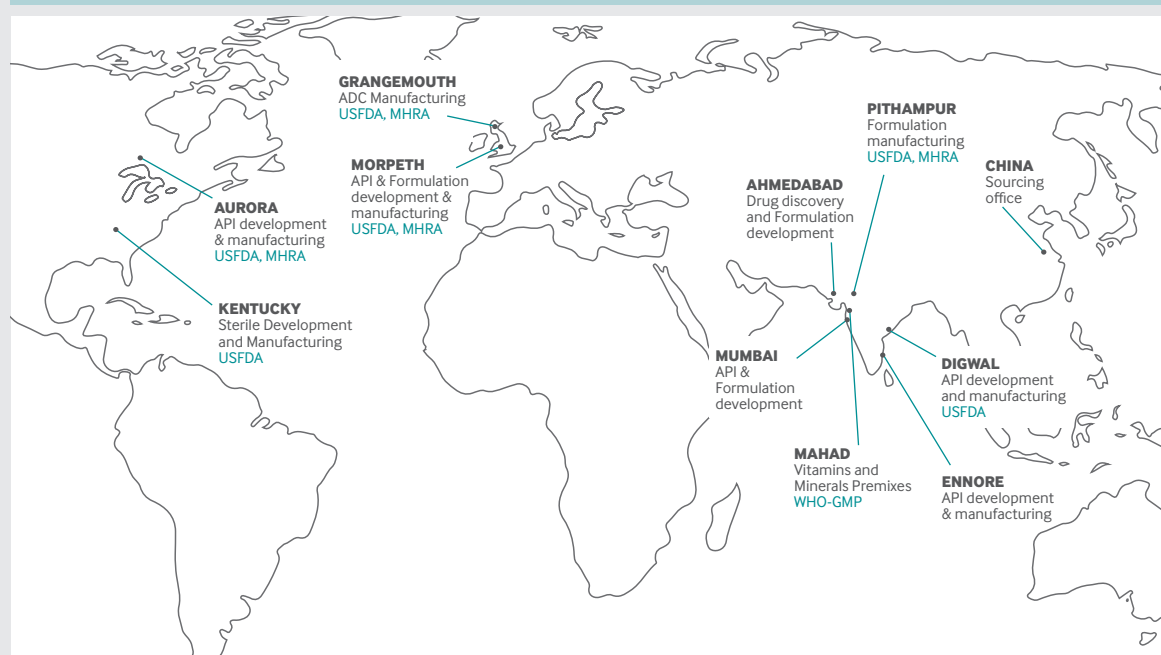 GRANGEMOUTH
ADC Manufacturing
USFDA, MHRA
MORPETH
API & Formulation
development &
manufacturing
USFDA, MHRA
AURORA
API development
& manufacturing
USFDA, MHRA
KENTUCKY
Sterile Development
and Manufacturing
USFDA
PITHAMPUR
Formulation
manufacturing
USFDA, MHRA
CHINA
Sourcing
office
AHMEDABAD
Drug discovery
and Formulation
development
MUMBAI
API &
Formulation
development
DIGWAL
API development
and manufacturing
USFDA
MAHAD
Vitamins and
Minerals Premixes
WHO-GMP
ENNORE
API development
& manufacturing